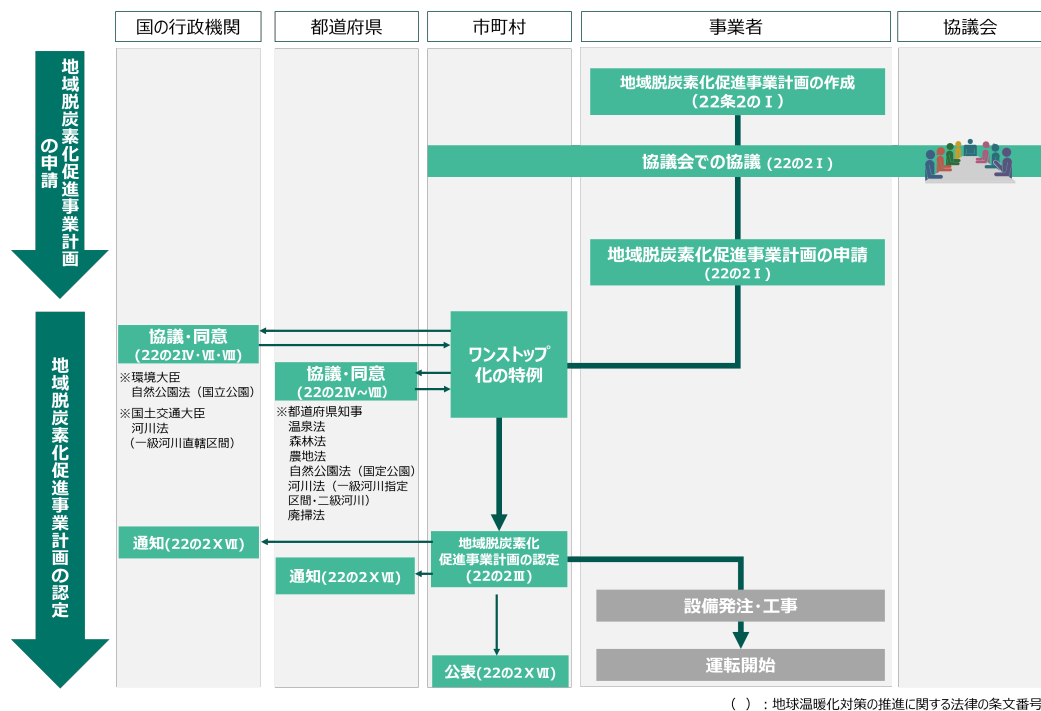 国の行政機関
都道府県
市町村
事業者
協議会
地域脱炭素化促進事業計画
の申請
地域脱炭素化促進事業計画の作成
（22条2のⅠ）
協議会での協議 (22の2Ⅰ)
地域脱炭素化促進事業計画の申請
(22の2Ⅰ)
地域脱炭素化促進事業計画の認定
協議・同意
(22の2Ⅳ・Ⅶ・Ⅷ)
※環境大臣
自然公園法（国立公園）
※国土交通大臣
河川法
（一級河川直轄区間）
協議・同意
(22の2Ⅳ～Ⅷ)
※都道府県知事
温泉法
森林法
農地法
自然公園法（国定公園）
河川法（一級河川指定
区間・二級河川）
廃掃法
ワンストップ
化の特例
通知(22の2ⅩⅦ)
通知(22の2ⅩⅦ)
地域脱炭素化
促進事業計画の認定
(22の2Ⅲ)
公表(22の2ⅩⅦ)
設備発注・工事
運転開始
（ ）：地球温暖化対策の推進に関する法律の条文番号